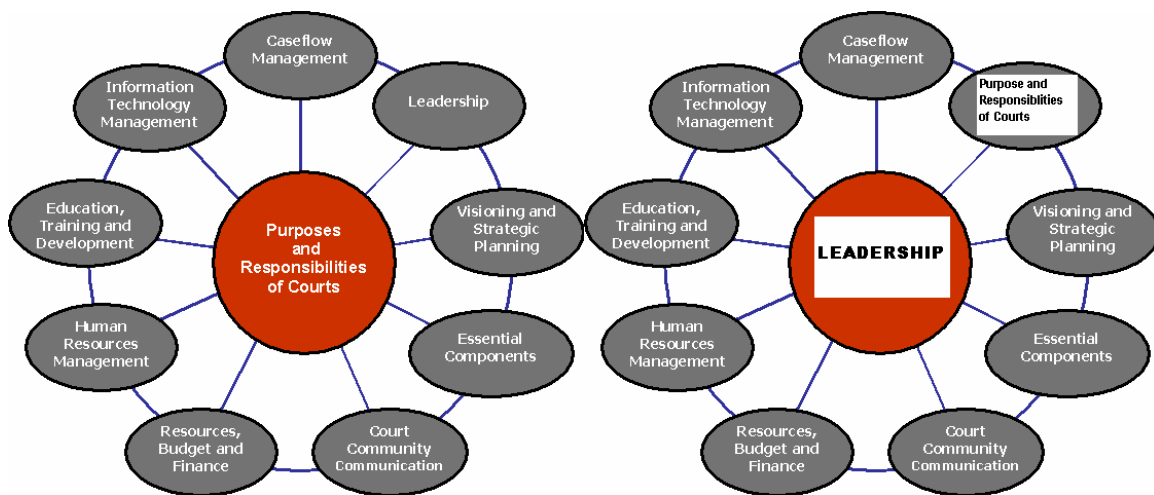 Caseflow
Management
Leadership
Visioning and
Strategic
Planning
Essential
Components
Court
Community
Communication
Resources,
Budget and
Finance
Human
Resources
Management
Education,
Training and
Development
Information
Technology
Management
Purposes
and
Responsibilities
of Courts
Caseflow
Management
Purpose and
Responsiblities
of Courts
Visioning and
Strategic
Planning
Essential
Components
Court
Community
Communication
Resources,
Budget and
Finance
Human
Resources
Management
Education,
Training and
Development
Information
Technology
Management
LEADERSHIP